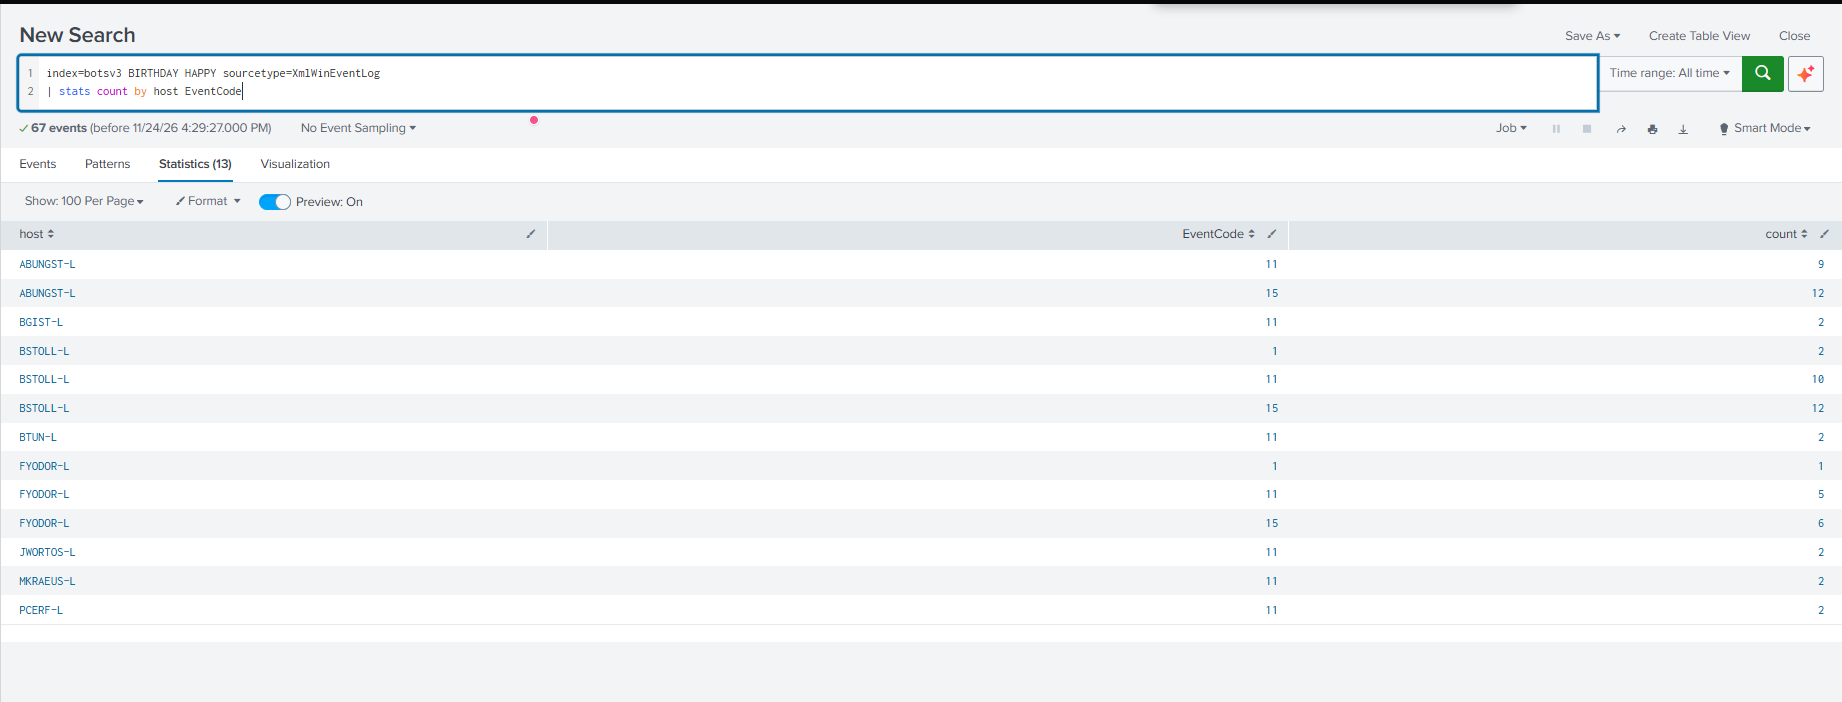 New Search
Save As Create Table View Close
1 index=botsv3 BIRTHDAY HAPPY sourcetype=XmlWinEventLog
2 | stats count by host EventCode
Time range: All time
67 events (before 11/24/26 4:29:27.000 PM) No Event Sampling
Job Smart Mode
Events Patterns Statistics (13) Visualization
Show: 100 Per Page Format Preview: On
host EventCode count
ABUNGST-L 11 9
ABUNGST-L 15 12
BGIST-L 11 2
BSTOLL-L 1 2
BSTOLL-L 11 10
BSTOLL-L 15 12
BTUN-L 11 2
FYODOR-L 1 1
FYODOR-L 11 5
FYODOR-L 15 6
JWORTOS-L 11 2
MKRAEUS-L 11 2
PCERF-L 11 2